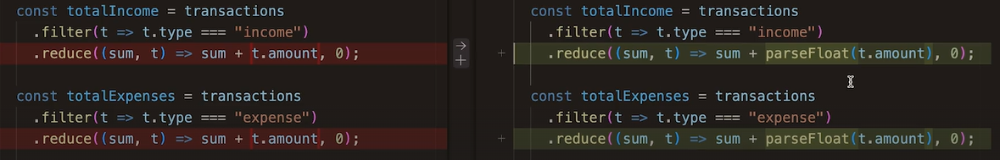 const totalIncome = transactions
.filter(t => t.type === "income")
.reduce((sum, t) => sum + t.amount, 0);
const totalExpenses = transactions
.filter(t => t.type === "expense")
.reduce((sum, t) => sum + t.amount, 0);
→
+
const totalIncome = transactions
.filter(t => t.type === "income")
+ .reduce((sum, t) => sum + parseFloat(t.amount), 0);
const totalExpenses = transactions
.filter(t => t.type === "expense")
+ .reduce((sum, t) => sum + parseFloat(t.amount), 0);